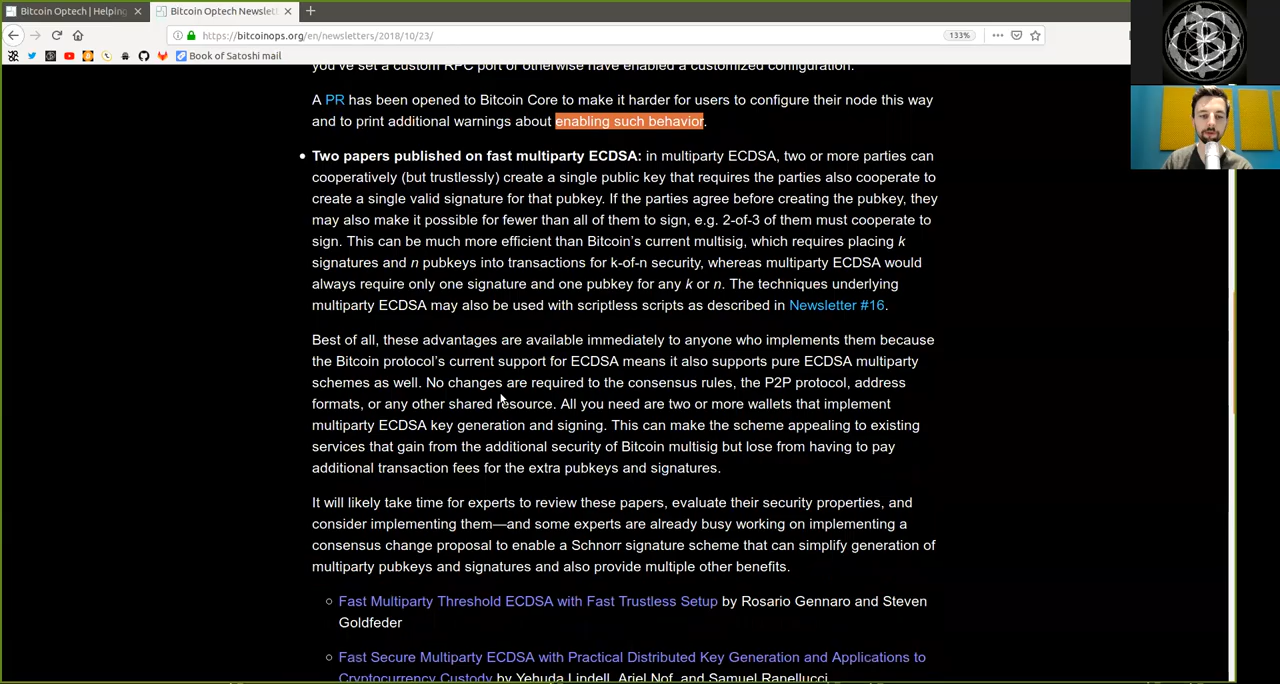 Bitcoin Optech | Helping
Bitcoin Optech Newslet
https://bitcoinops.org/en/newsletters/2018/10/23/
133%
Book of Satoshi mail
you've set a custom RPC port or otherwise have enabled a customized configuration.
A PR has been opened to Bitcoin Core to make it harder for users to configure their node this way
and to print additional warnings about enabling such behavior.
Two papers published on fast multiparty ECDSA: in multiparty ECDSA, two or more parties can
cooperatively (but trustlessly) create a single public key that requires the parties also cooperate to
create a single valid signature for that pubkey. If the parties agree before creating the pubkey, they
may also make it possible for fewer than all of them to sign, e.g. 2-of-3 of them must cooperate to
sign. This can be much more efficient than Bitcoin's current multisig, which requires placing k
signatures and n pubkeys into transactions for k-of-n security, whereas multiparty ECDSA would
always require only one signature and one pubkey for any k or n. The techniques underlying
multiparty ECDSA may also be used with scriptless scripts as described in Newsletter #16.
Best of all, these advantages are available immediately to anyone who implements them because
the Bitcoin protocol's current support for ECDSA means it also supports pure ECDSA multiparty
schemes as well. No changes are required to the consensus rules, the P2P protocol, address
formats, or any other shared resource. All you need are two or more wallets that implement
multiparty ECDSA key generation and signing. This can make the scheme appealing to existing
services that gain from the additional security of Bitcoin multisig but lose from having to pay
additional transaction fees for the extra pubkeys and signatures.
It will likely take time for experts to review these papers, evaluate their security properties, and
consider implementing them—and some experts are already busy working on implementing a
consensus change proposal to enable a Schnorr signature scheme that can simplify generation of
multiparty pubkeys and signatures and also provide multiple other benefits.
Fast Multiparty Threshold ECDSA with Fast Trustless Setup by Rosario Gennaro and Steven
Goldfeder
Fast Secure Multiparty ECDSA with Practical Distributed Key Generation and Applications to
Cryptocurrency Custody by Yehuda Lindell, Ariel Nof, and Samuel Ranellucci.